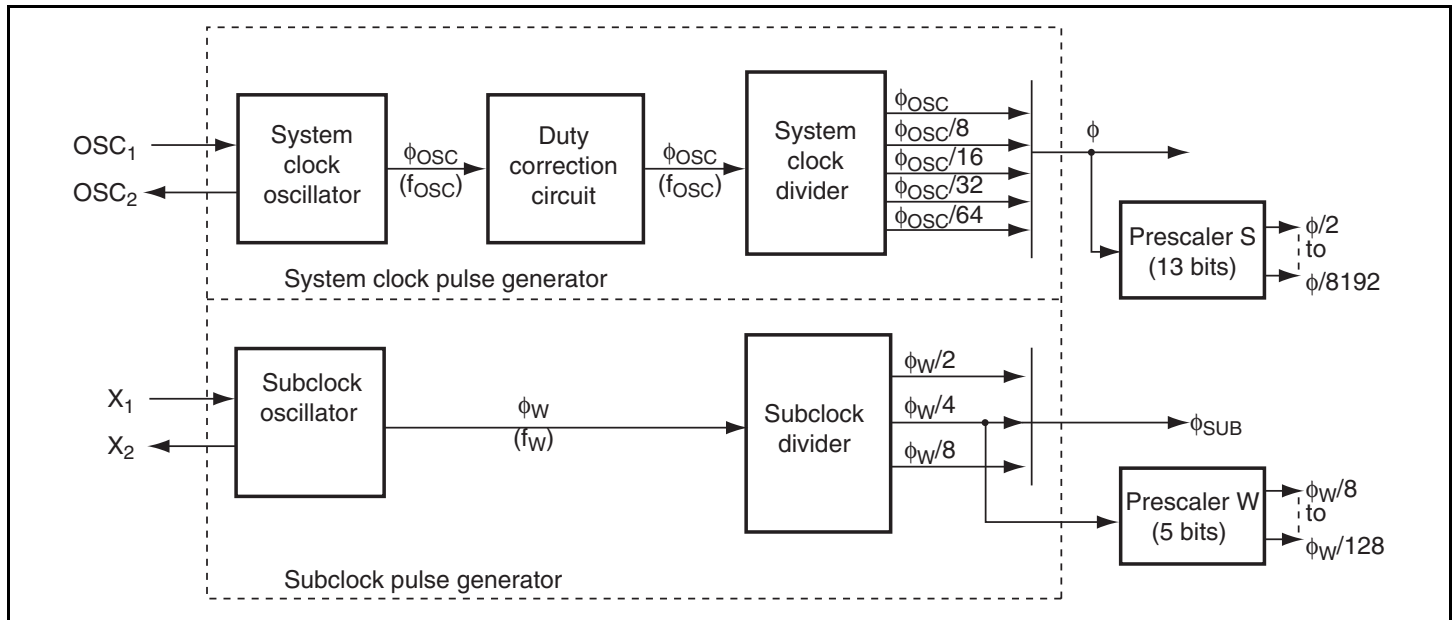 OSC1
OSC2
System
clock
oscillator
ϕOSC
(fOSC)
Duty
correction
circuit
ϕOSC
(fOSC)
System
clock
divider
ϕOSC
ϕOSC/8
ϕOSC/16
ϕOSC/32
ϕOSC/64
ϕ
Prescaler S
(13 bits)
ϕ/2
to
ϕ/8192
System clock pulse generator
X1
X2
Subclock
oscillator
ϕW
(fW)
Subclock
divider
ϕW/2
ϕW/4
ϕW/8
ϕSUB
Prescaler W
(5 bits)
ϕW/8
to
ϕW/128
Subclock pulse generator